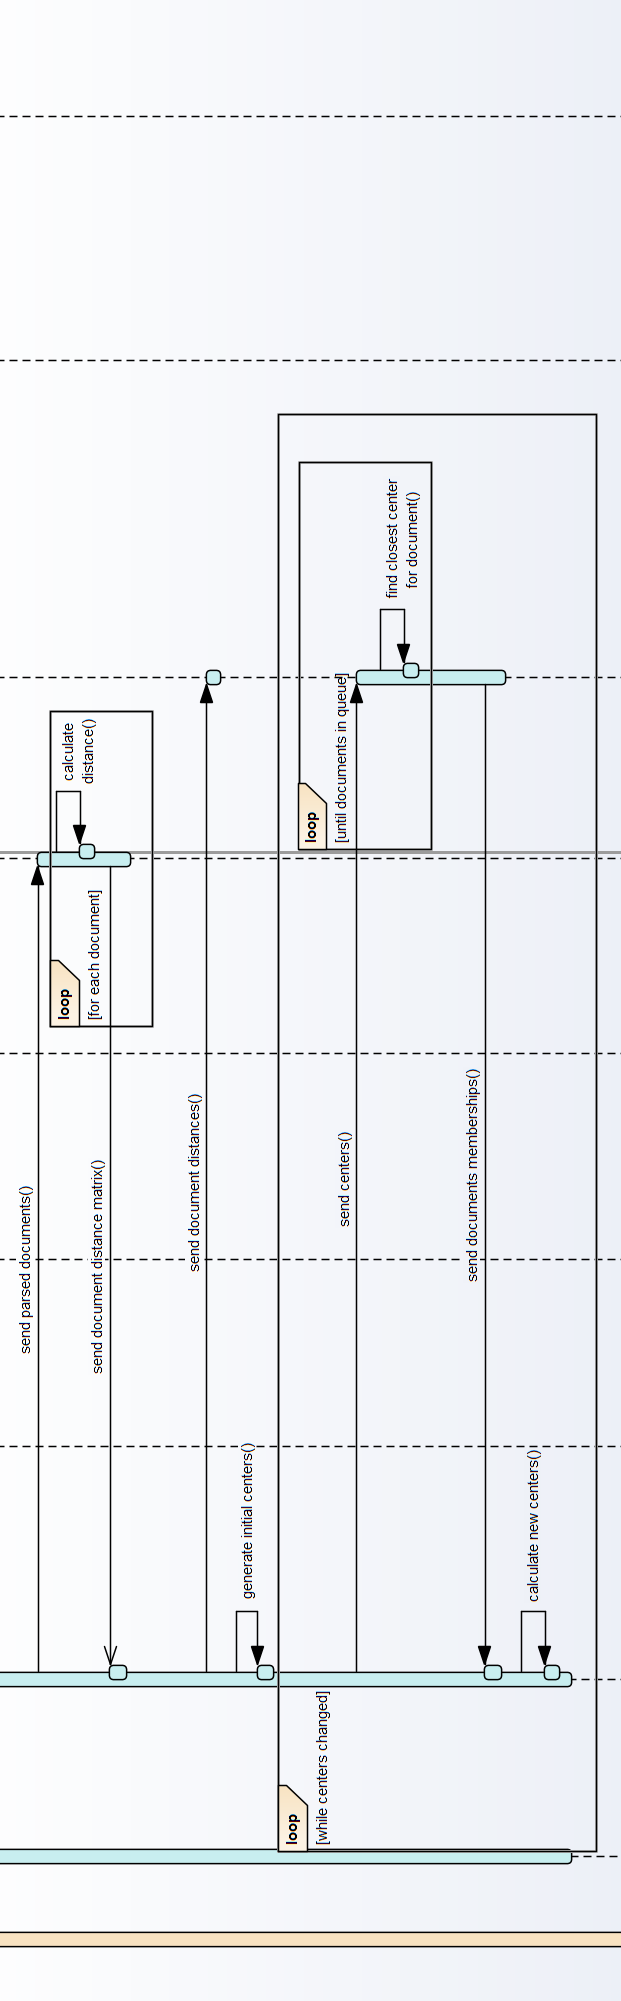 send parsed documents()
loop
[for each document]
calculate
distance()
send document distance matrix()
send document distances()
generate initial centers()
loop
[while centers changed]
loop
[until documents in queue]
send centers()
find closest center
for document()
send documents memberships()
calculate new centers()